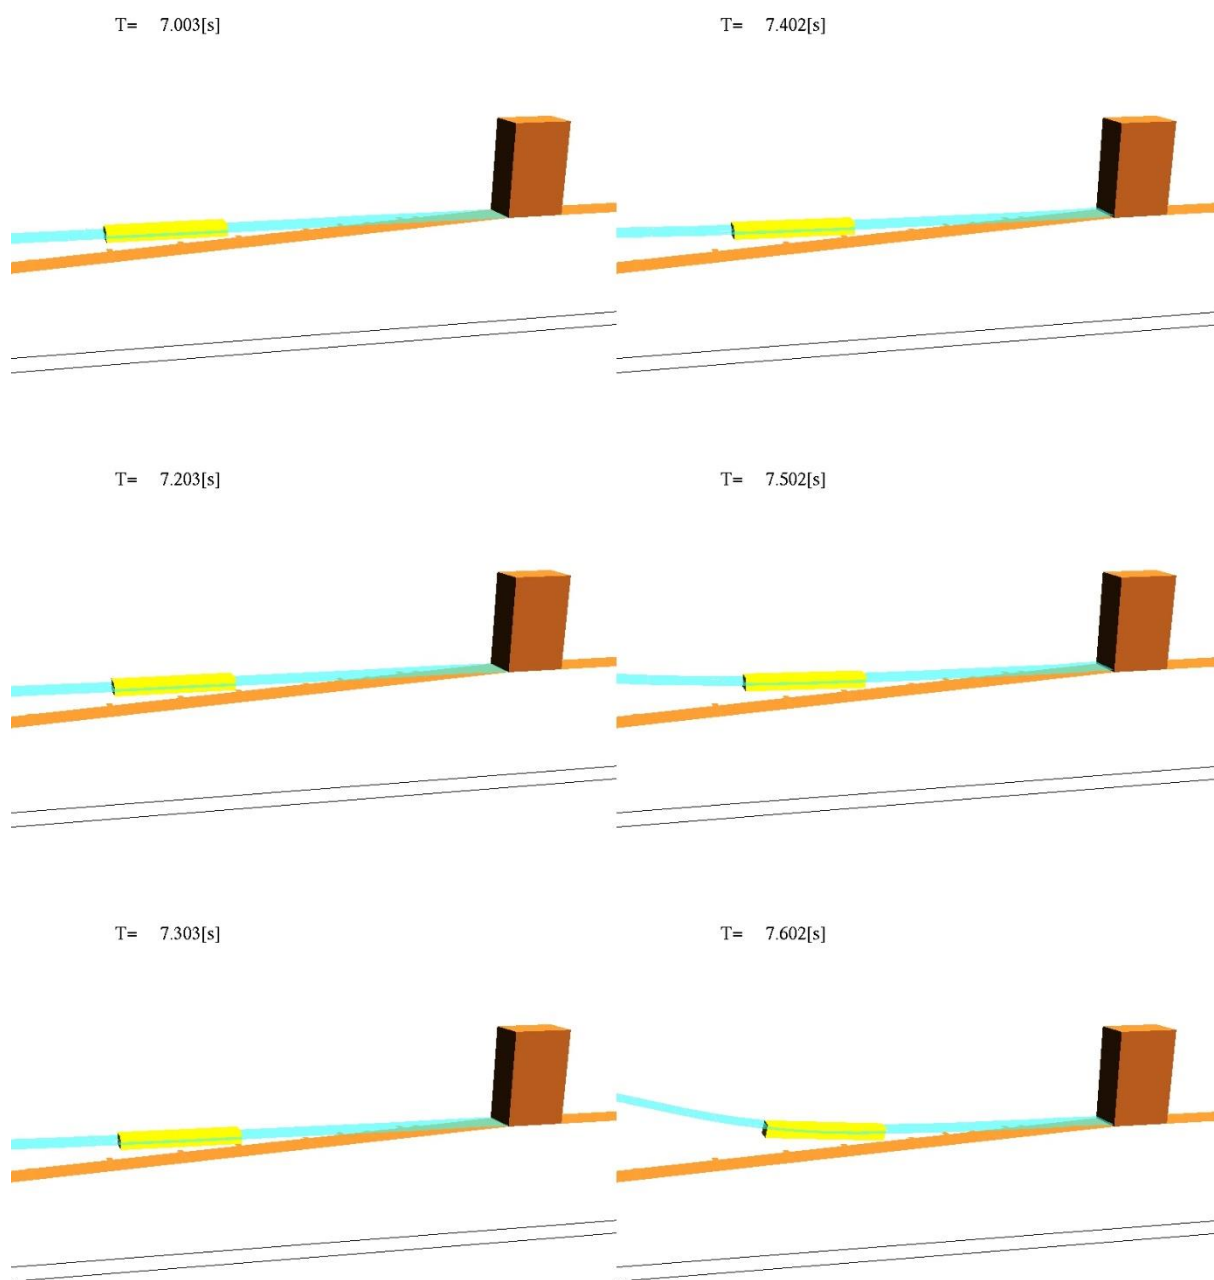 T= 7.003[s]
T= 7.402[s]
T= 7.203[s]
T= 7.502[s]
T= 7.303[s]
T= 7.602[s]